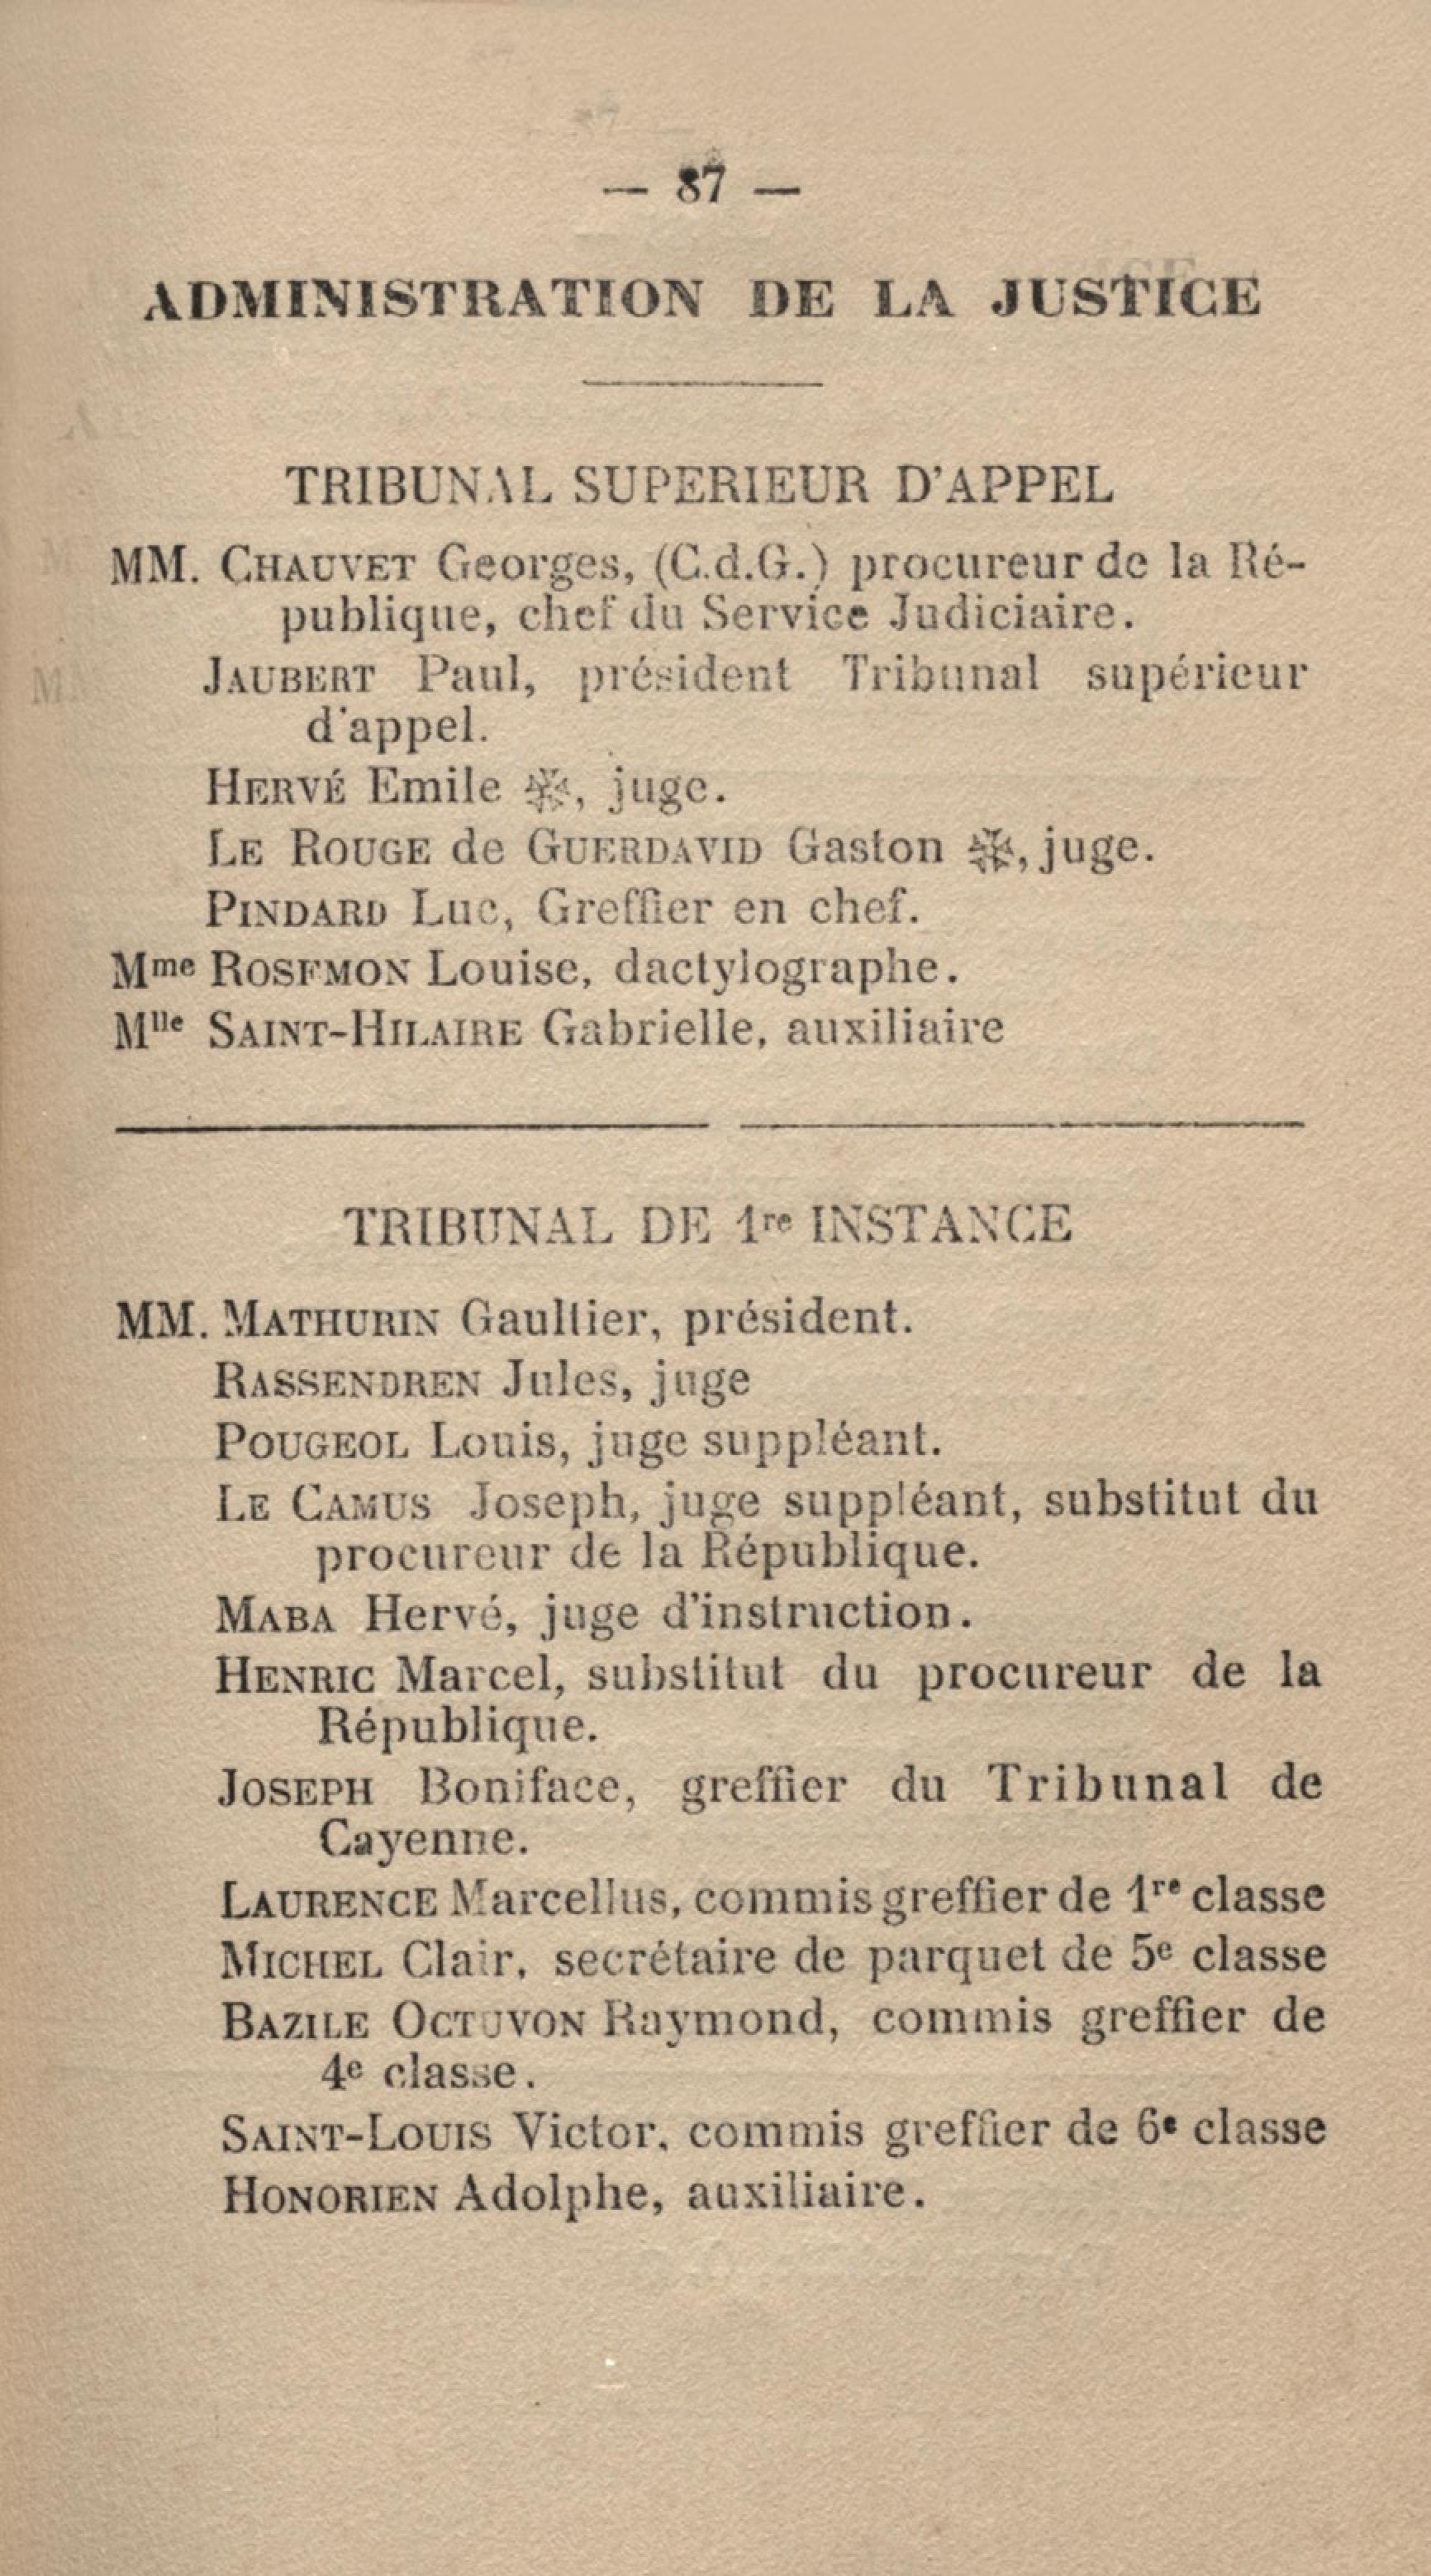 — 87 —
ADMINISTRATION DE LA JUSTICE
TRIBUNAL SUPERIEUR D'APPEL
MM. CHAUVET Georges, (C.d.G.) procureur de la Ré-
publique, chef du Service Judiciaire.
JAUBERT Paul, président Tribunal supérieur
d'appel.
HERVÉ Emile ✠, juge.
LE ROUGE de GUERDAVID Gaston ✠, juge.
PINDARD Luc, Greffier en chef.
Mme ROSEMON Louise, dactylographe.
Mlle SAINT-HILAIRE Gabrielle, auxiliaire
TRIBUNAL DE 1re INSTANCE
MM. MATHURIN Gaultier, président.
RASSENDREN Jules, juge
POUGEOL Louis, juge suppléant.
LE CAMUS Joseph, juge suppléant, substitut du
procureur de la République.
MABA Hervé, juge d'instruction.
HENRIC Marcel, substitut du procureur de la
République.
JOSEPH Boniface, greffier du Tribunal de
Cayenne.
LAURENCE Marcellus, commis greffier de 1re classe
MICHEL Clair, secrétaire de parquet de 5e classe
BAZILE OCTUVON Raymond, commis greffier de
4e classe.
SAINT-LOUIS Victor, commis greffier de 6e classe
HONORIEN Adolphe, auxiliaire.